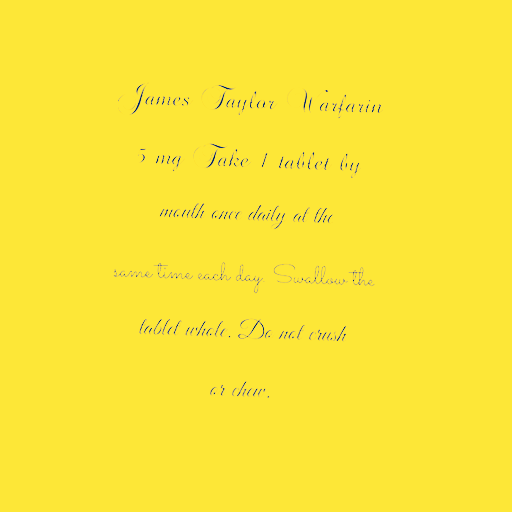 James Taylor Warfarin
mg Take 1 tablet by
mouth once daily at the
same time each day Swallow the
tablet whole. Do not crush
or chew.